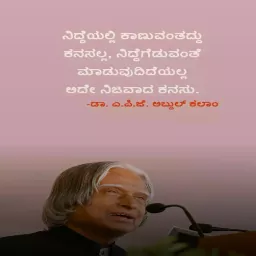 ನಿದ್ದೆಯಲ್ಲಿ ಕಾಣುವಂತದ್ದು
ಕನಸಲ್ಲ, ನಿದ್ದೆಗೆಡುವಂತೆ
ಮಾಡುವುದಿದೆಯಲ್ಲ
ಅದೇ ನಿಜವಾದ ಕನಸು.
-ಡಾ. ಎ.ಪಿ.ಜೆ. ಅಬ್ದುಲ್ ಕಲಾಂ